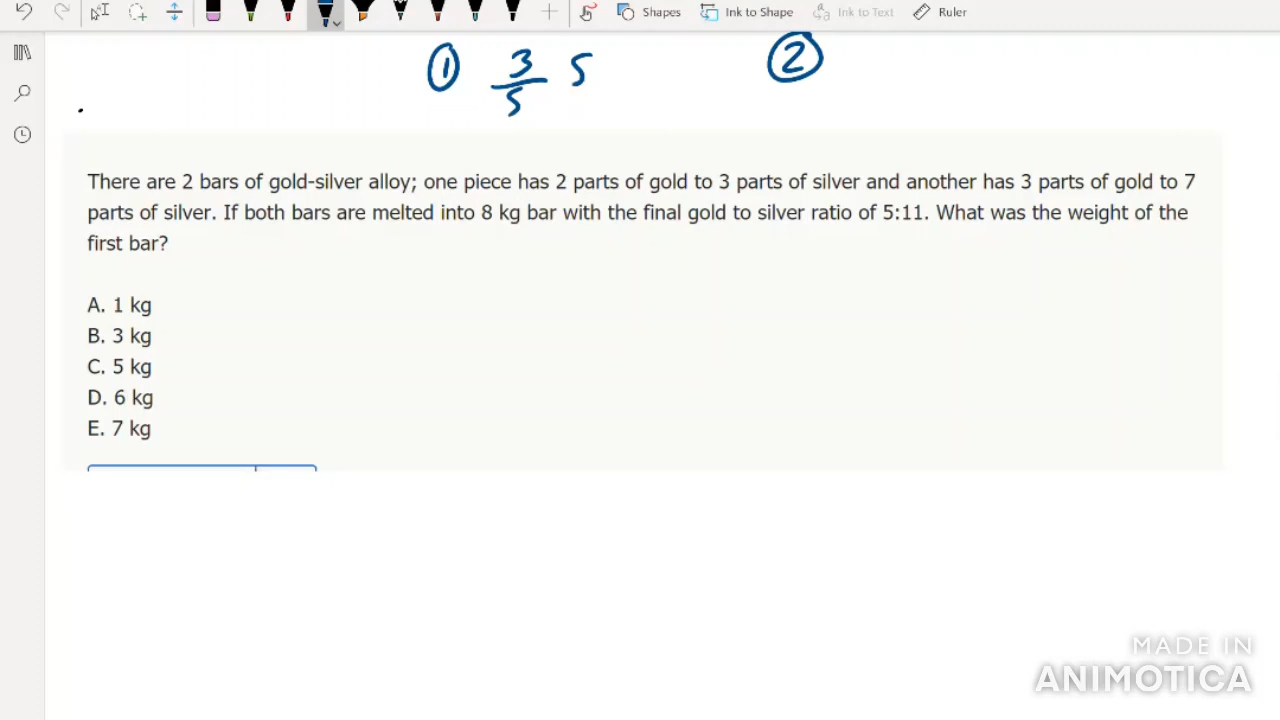 Shapes Ink to Shape Ink to Text Ruler
① 3/5 S ②
There are 2 bars of gold-silver alloy; one piece has 2 parts of gold to 3 parts of silver and another has 3 parts of gold to 7
parts of silver. If both bars are melted into 8 kg bar with the final gold to silver ratio of 5:11. What was the weight of the
first bar?
A. 1 kg
B. 3 kg
C. 5 kg
D. 6 kg
E. 7 kg
MADE IN
ANIMOTICA